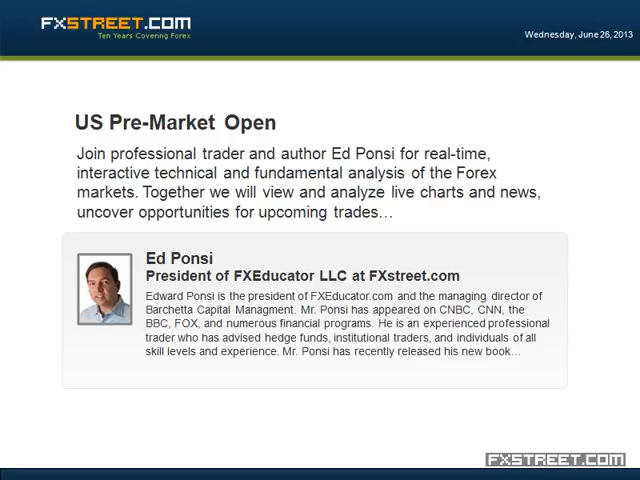 FXSTREET.COM
Ten Years Covering Forex
Wednesday, June 26, 2013
US Pre-Market Open
Join professional trader and author Ed Ponsi for real-time,
interactive technical and fundamental analysis of the Forex
markets. Together we will view and analyze live charts and news,
uncover opportunities for upcoming trades…
Ed Ponsi
President of FXEducator LLC at FXstreet.com
Edward Ponsi is the president of FXEducator.com and the managing director of
Barchetta Capital Managment. Mr. Ponsi has appeared on CNBC, CNN, the
BBC, FOX, and numerous financial programs. He is an experienced professional
trader who has advised hedge funds, institutional traders, and individuals of all
skill levels and experience. Mr. Ponsi has recently released his new book…
FXSTREET.COM